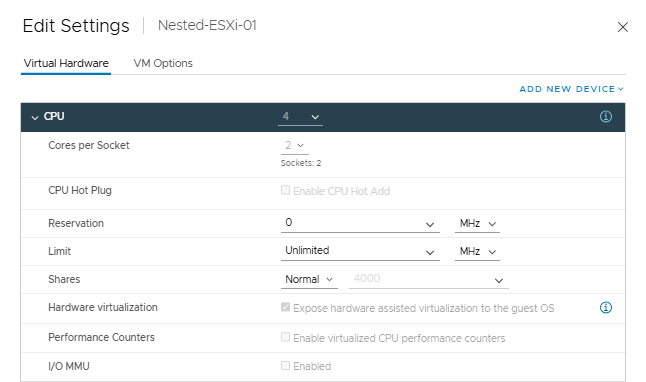 Edit Settings Nested-ESXi-01
Virtual Hardware VM Options
ADD NEW DEVICE
CPU 4
Cores per Socket 2
Sockets: 2
CPU Hot Plug Enable CPU Hot Add
Reservation 0 MHz
Limit Unlimited MHz
Shares Normal 4000
Hardware virtualization Expose hardware assisted virtualization to the guest OS
Performance Counters Enable virtualized CPU performance counters
I/O MMU Enabled